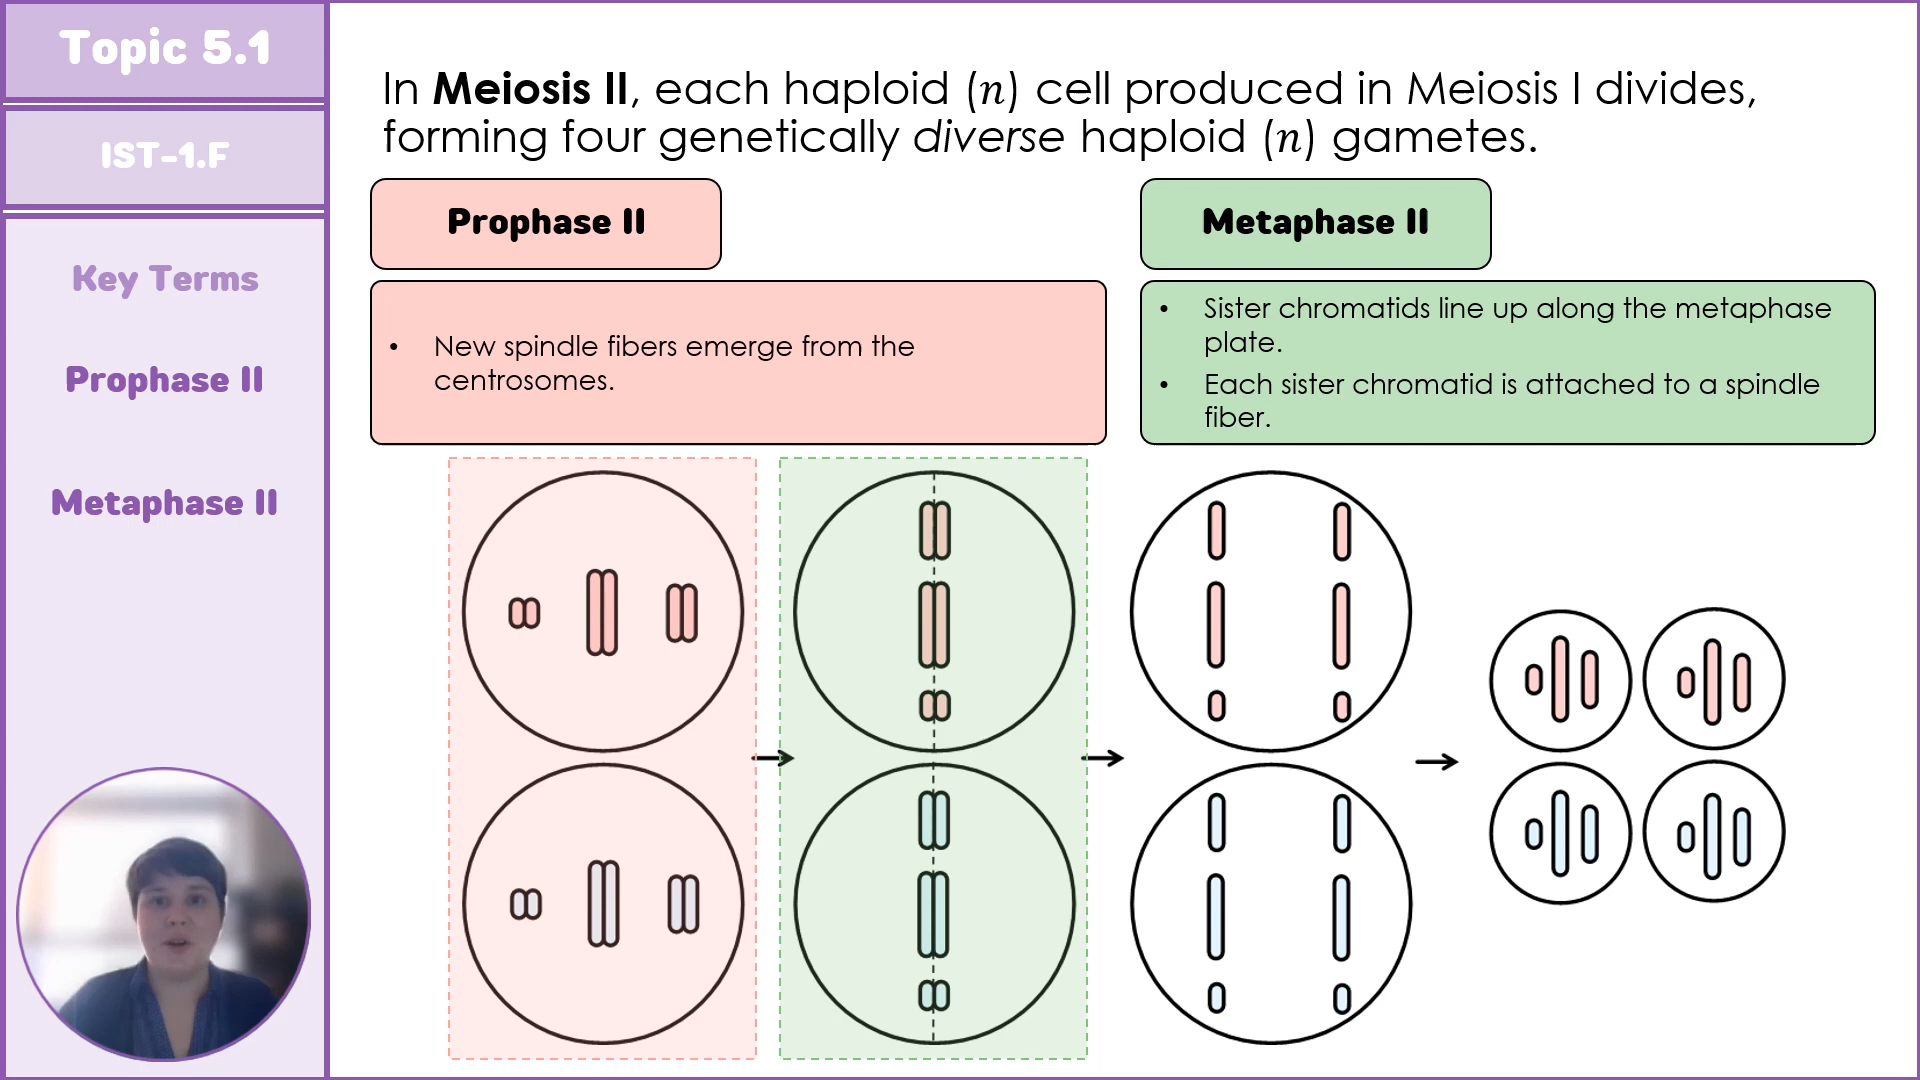 Topic 5.1
IST-1.F
Key Terms
Prophase II
Metaphase II
In Meiosis II, each haploid (n) cell produced in Meiosis I divides,
forming four genetically diverse haploid (n) gametes.
Prophase II
• New spindle fibers emerge from the
centrosomes.
Metaphase II
• Sister chromatids line up along the metaphase
plate.
• Each sister chromatid is attached to a spindle
fiber.